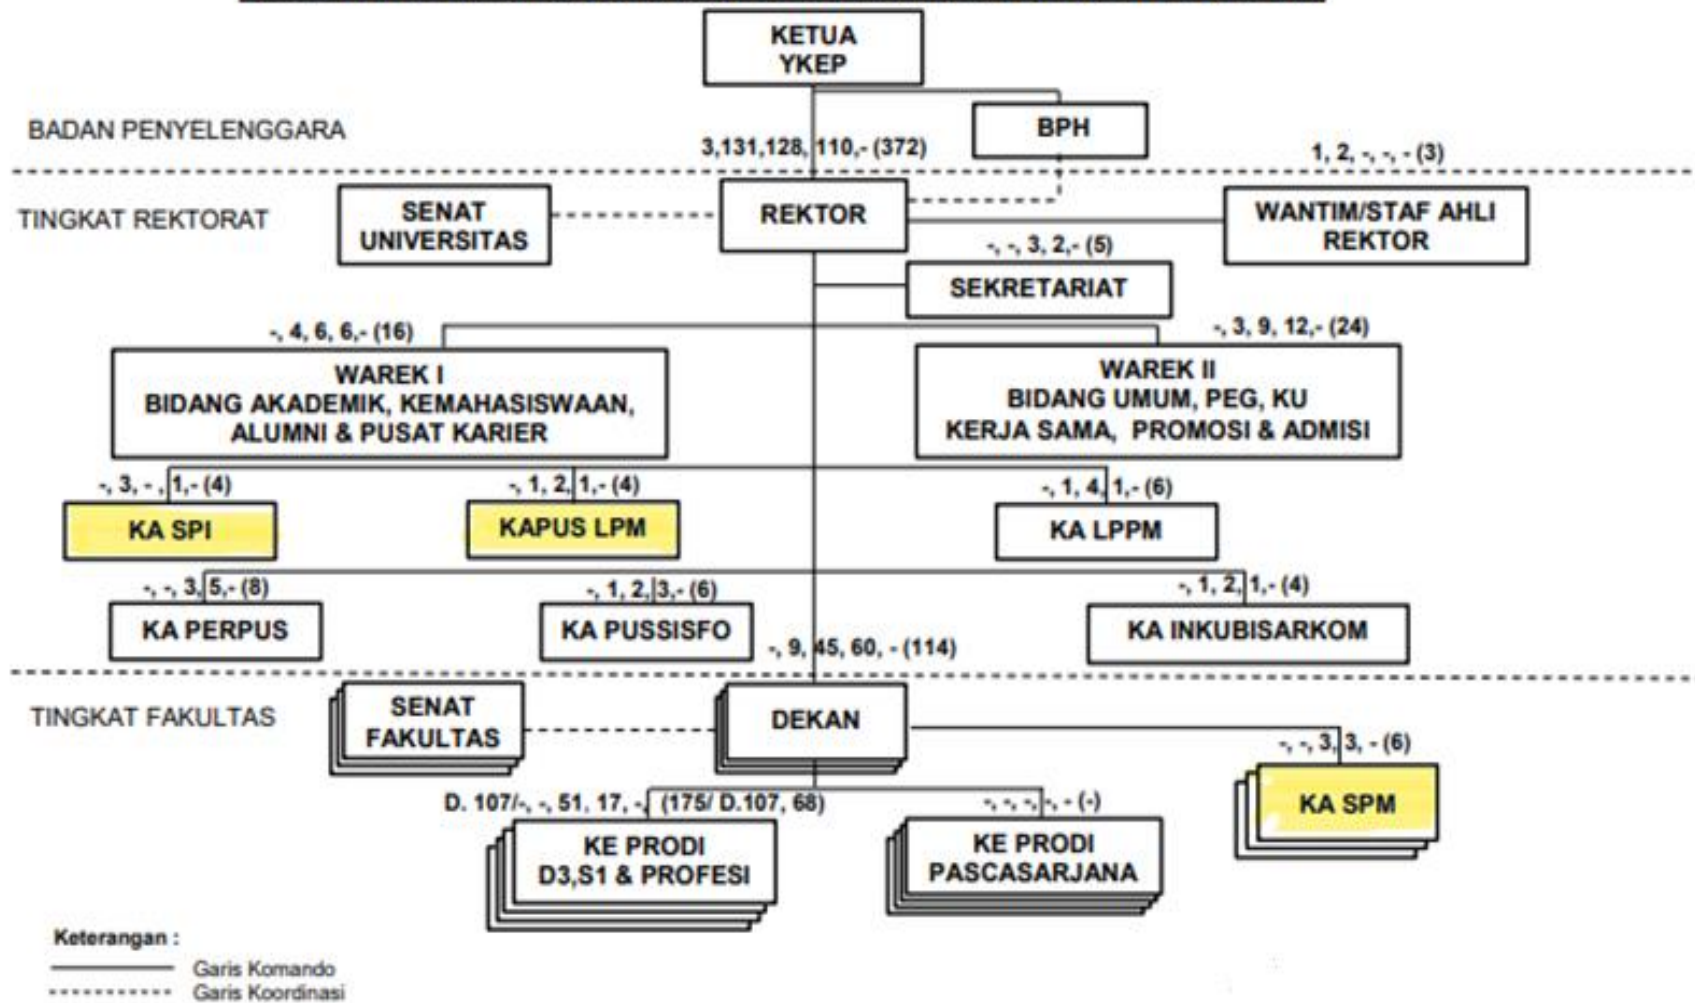 KETUA
YKEP
BADAN PENYELENGGARA
BPH
3,131,128, 110,- (372)
1, 2, -, -, - (3)
TINGKAT REKTORAT
SENAT
UNIVERSITAS
REKTOR
WANTIM/STAF AHLI
REKTOR
-, -, 3, 2,- (5)
SEKRETARIAT
-, 4, 6, 6,- (16)
-, 3, 9, 12,- (24)
WAREK I
BIDANG AKADEMIK, KEMAHASISWAAN,
ALUMNI & PUSAT KARIER
WAREK II
BIDANG UMUM, PEG, KU
KERJA SAMA, PROMOSI & ADMISI
-, 3, - , 1,- (4)
-, 1, 2, 1,- (4)
-, 1, 4, 1,- (6)
KA SPI
KAPUS LPM
KA LPPM
-, -, 3, 5,- (8)
-, 1, 2, 3,- (6)
-, 1, 2, 1,- (4)
KA PERPUS
KA PUSSISFO
KA INKUBISARKOM
-, 9, 45, 60, - (114)
TINGKAT FAKULTAS
SENAT
FAKULTAS
DEKAN
-, -, 3, 3, - (6)
KA SPM
D. 107/-, -, 51, 17, -, (175/ D.107, 68)
-, -, -, -, - (-)
KE PRODI
D3,S1 & PROFESI
KE PRODI
PASCASARJANA
Keterangan :
Garis Komando
Garis Koordinasi